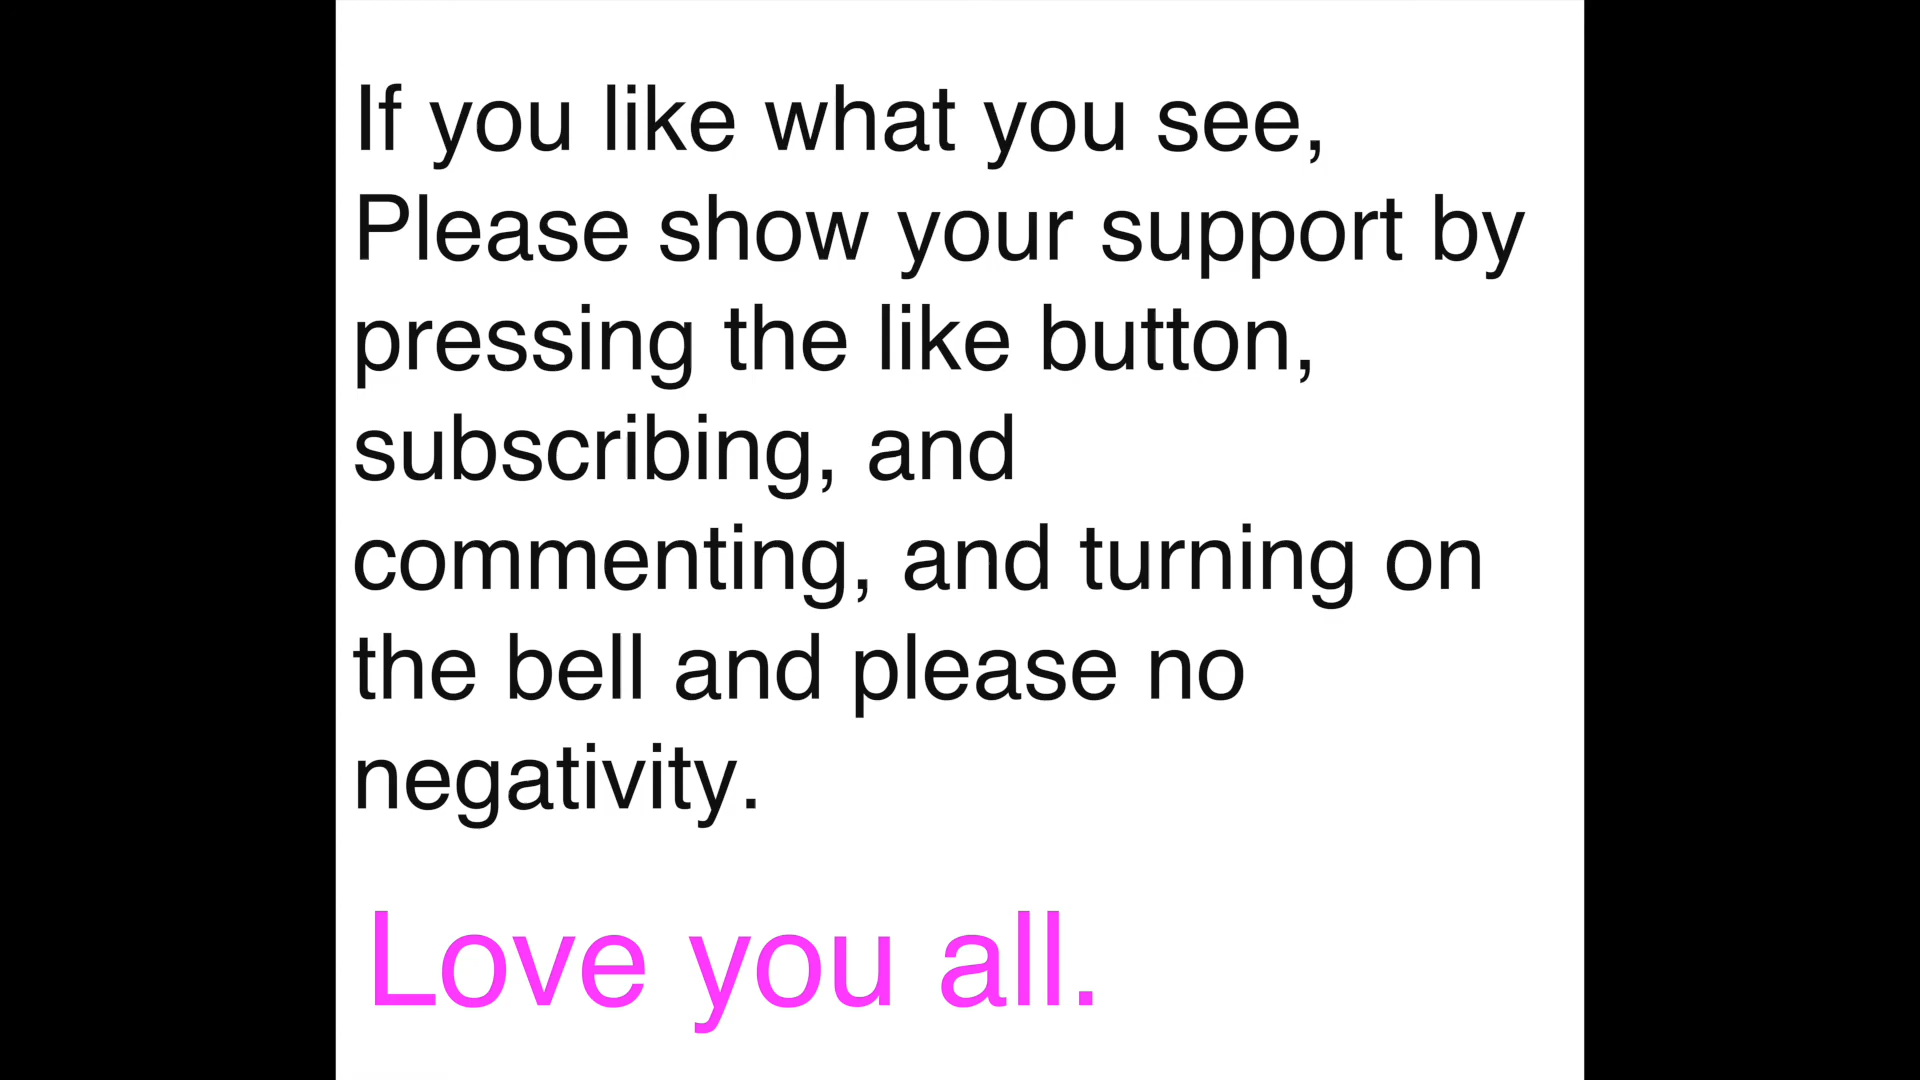 If you like what you see,
Please show your support by
pressing the like button,
subscribing, and
commenting, and turning on
the bell and please no
negativity.
Love you all.